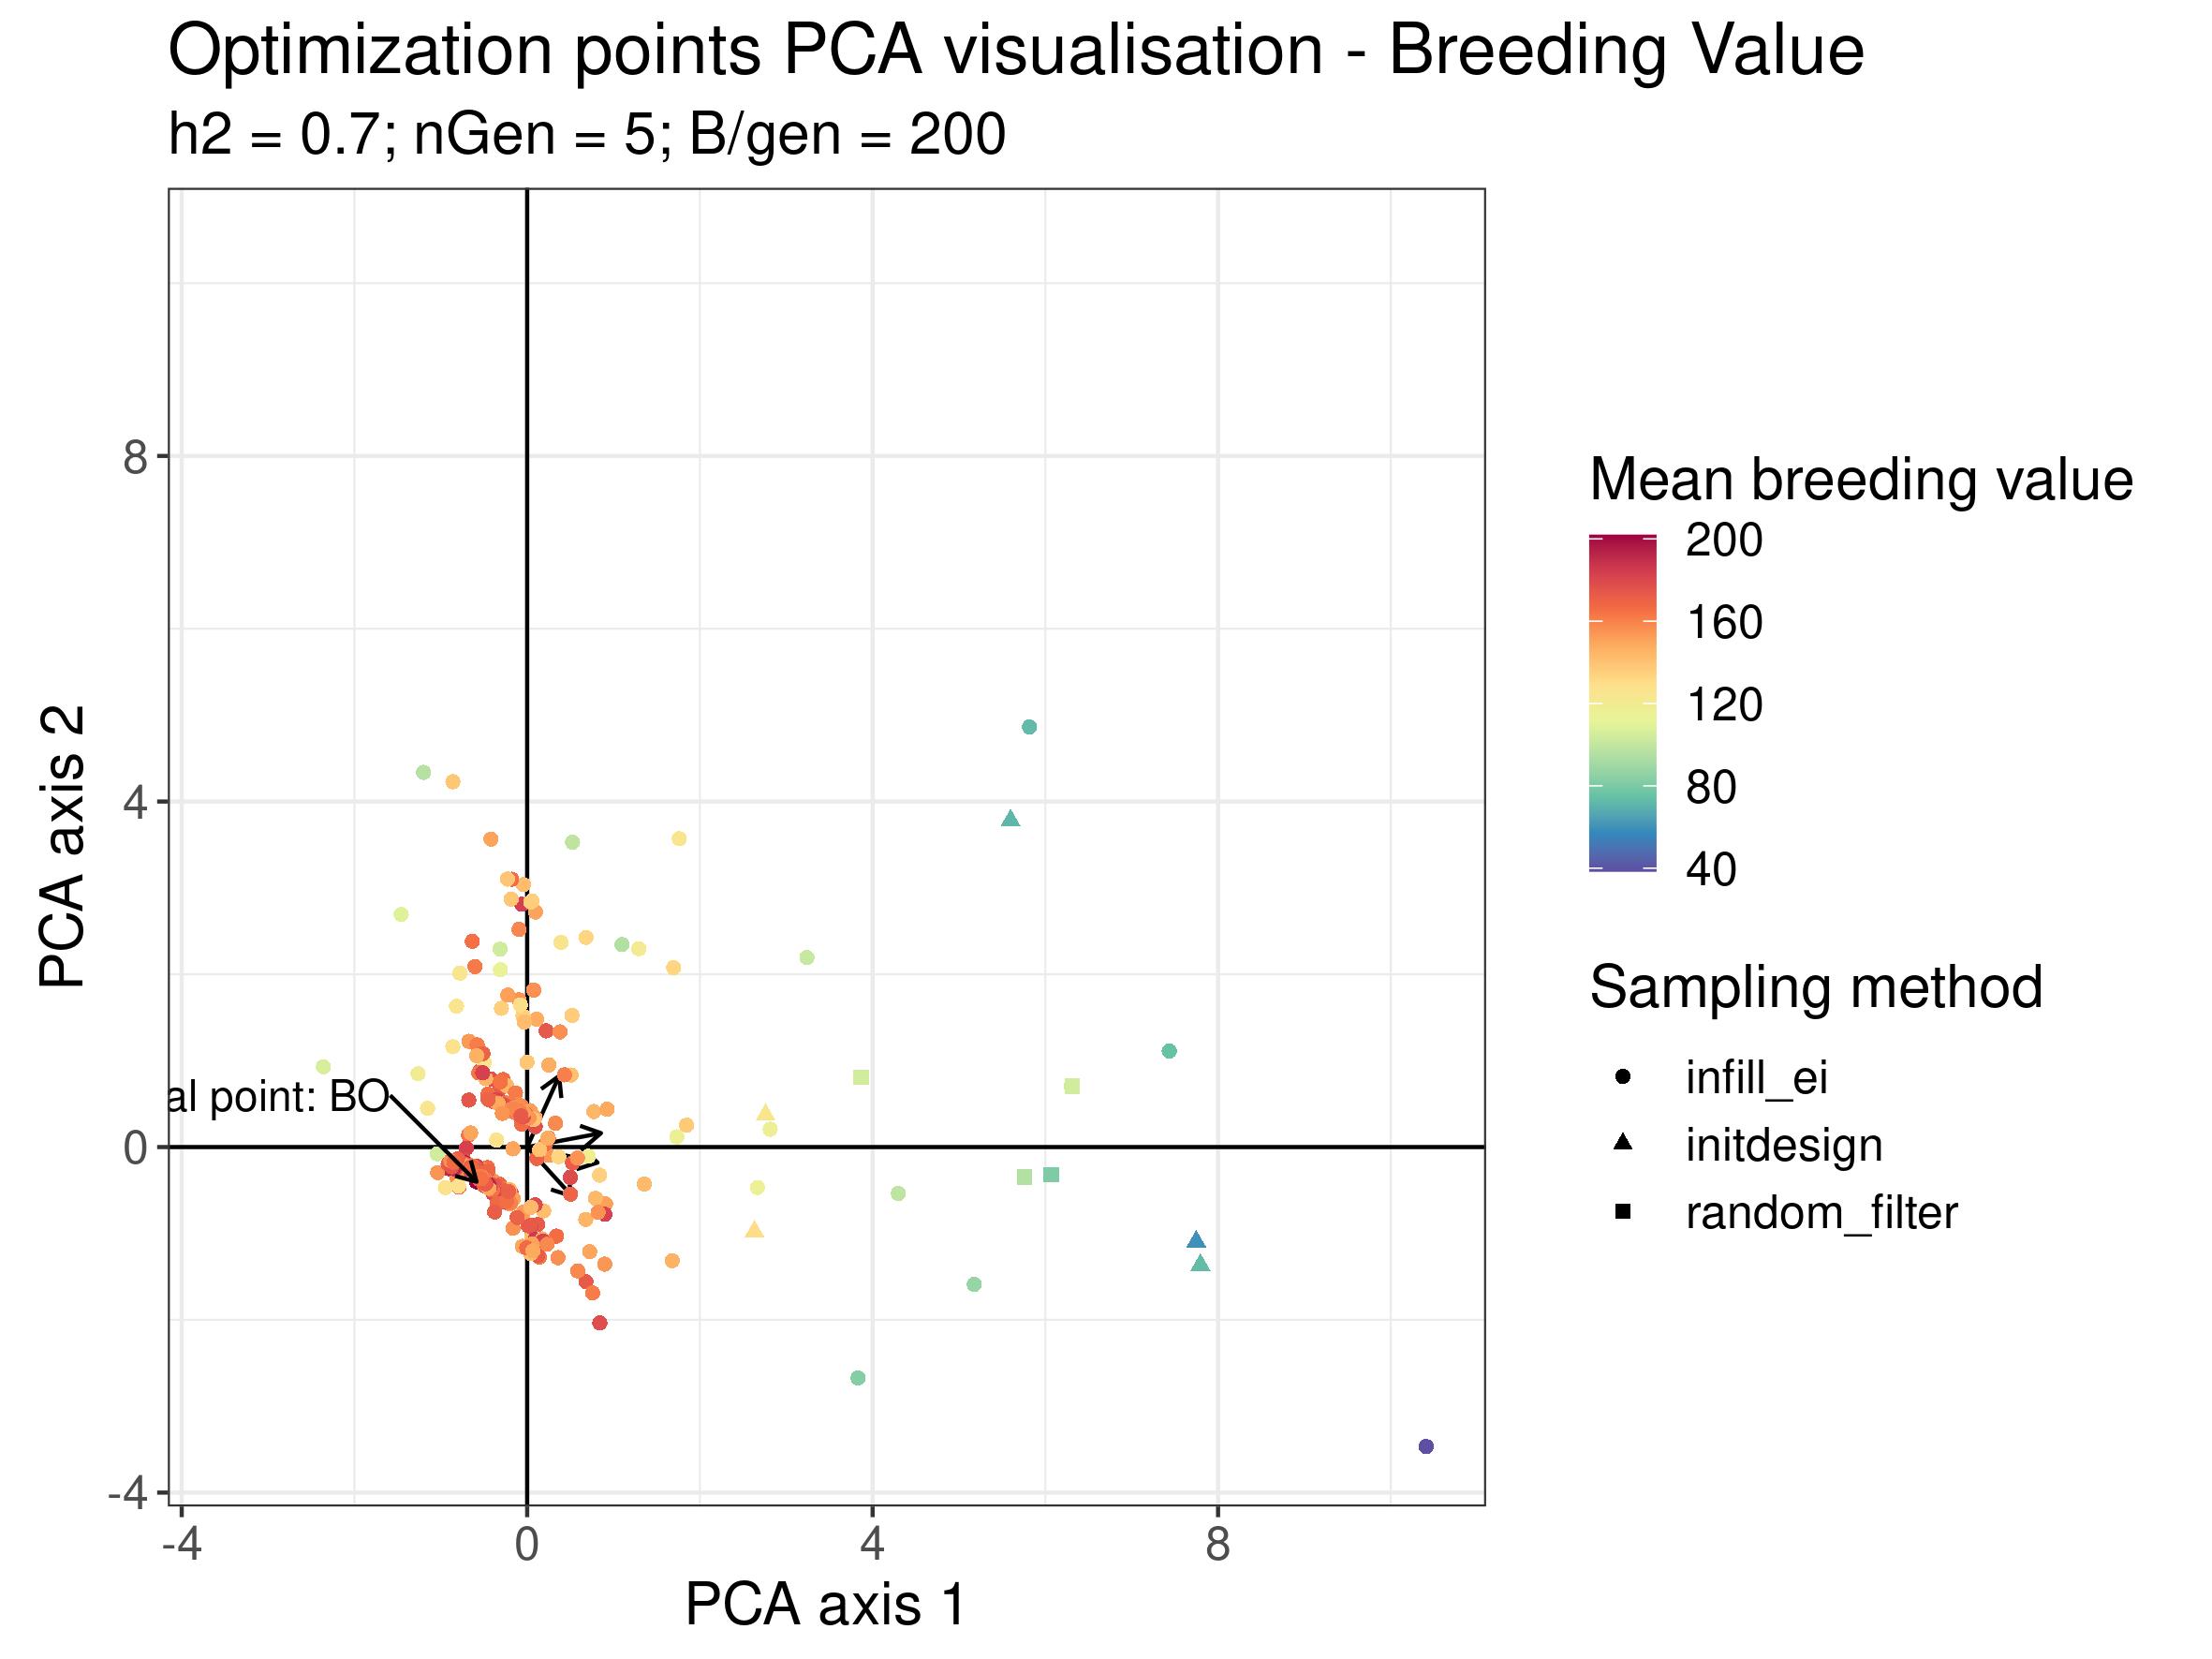 Optimization points PCA visualisation - Breeding Value
h2 = 0.7; nGen = 5; B/gen = 200
PCA axis 2
8
4
0
-4
al point: BO
-4
0
4
8
PCA axis 1
Mean breeding value
200
160
120
80
40
Sampling method
infill_ei
initdesign
random_filter